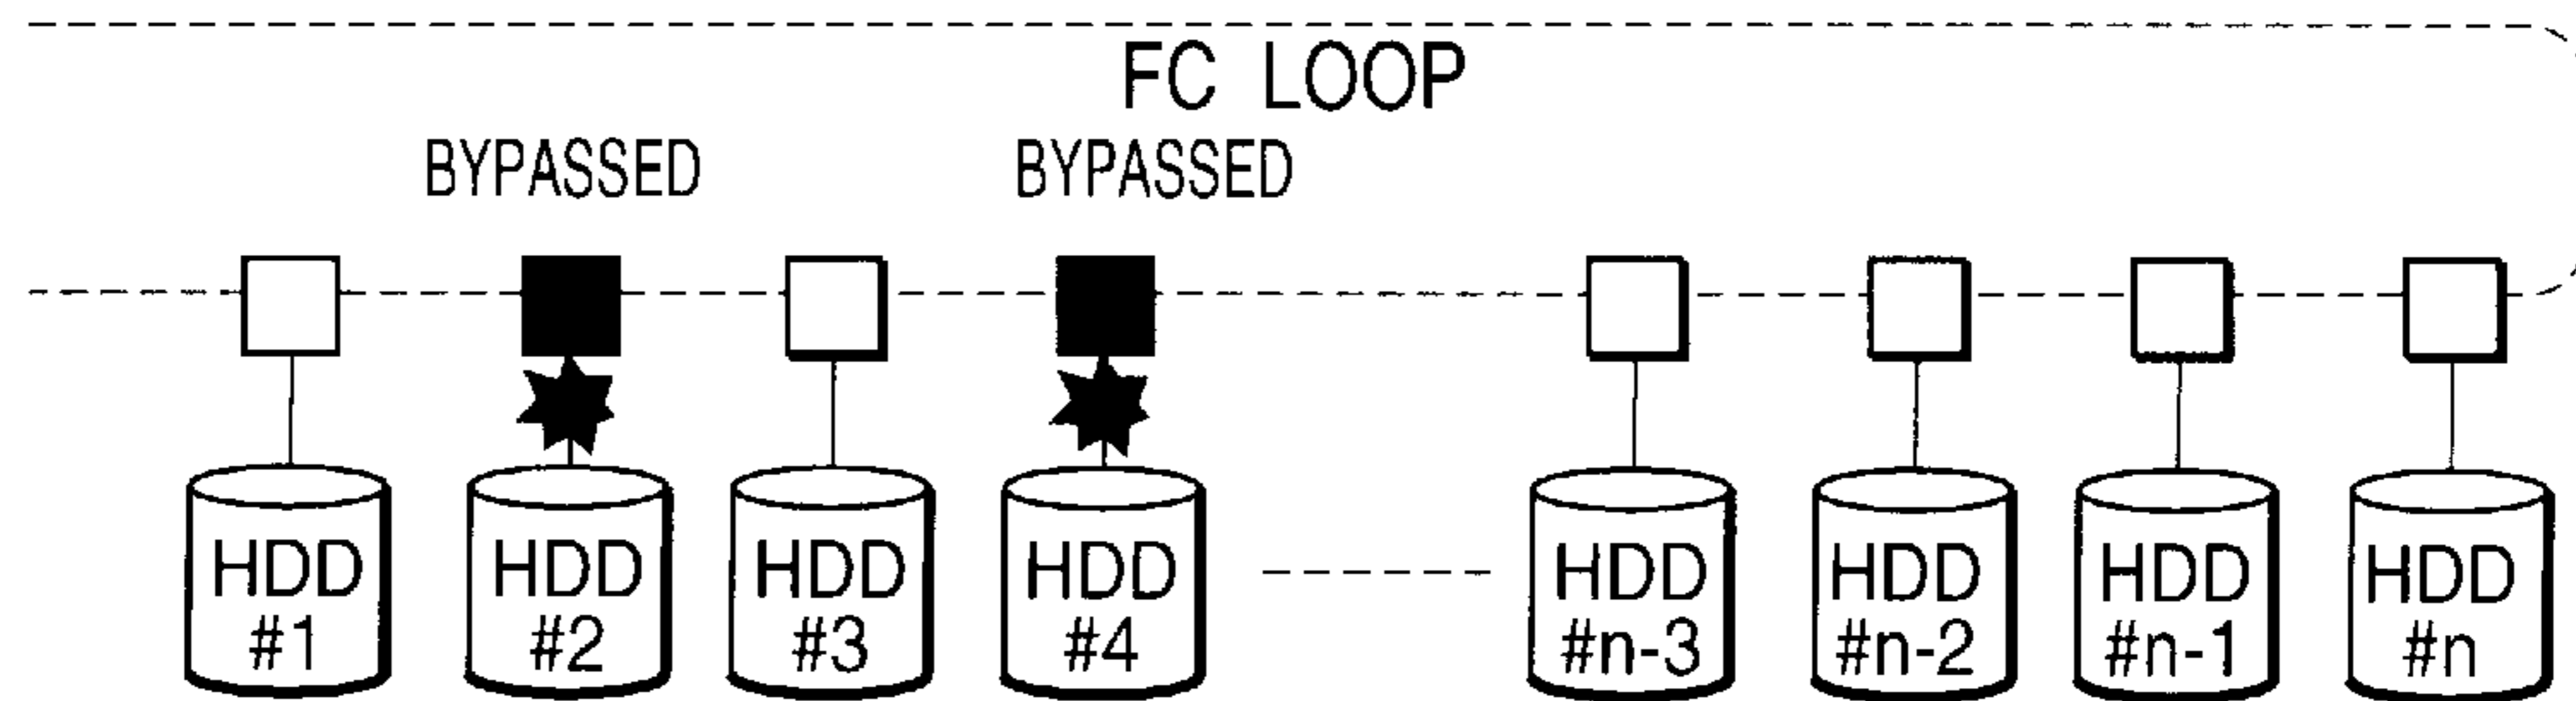 FC LOOP
BYPASSED BYPASSED
HDD HDD HDD HDD HDD HDD HDD HDD
#1 #2 #3 #4 #n-3 #n-2 #n-1 #n